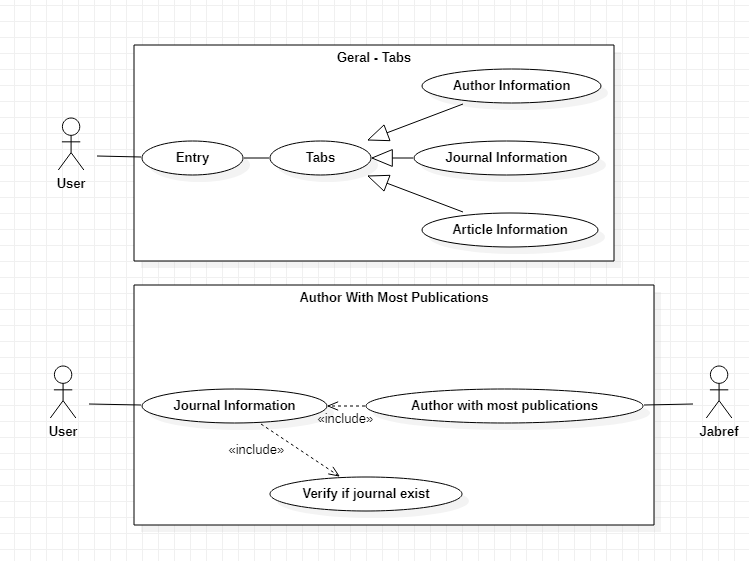 Geral - Tabs
Author Information
User
Entry
Tabs
Journal Information
Article Information
Author With Most Publications
User
Journal Information
«include»
Author with most publications
Jabref
«include»
Verify if journal exist